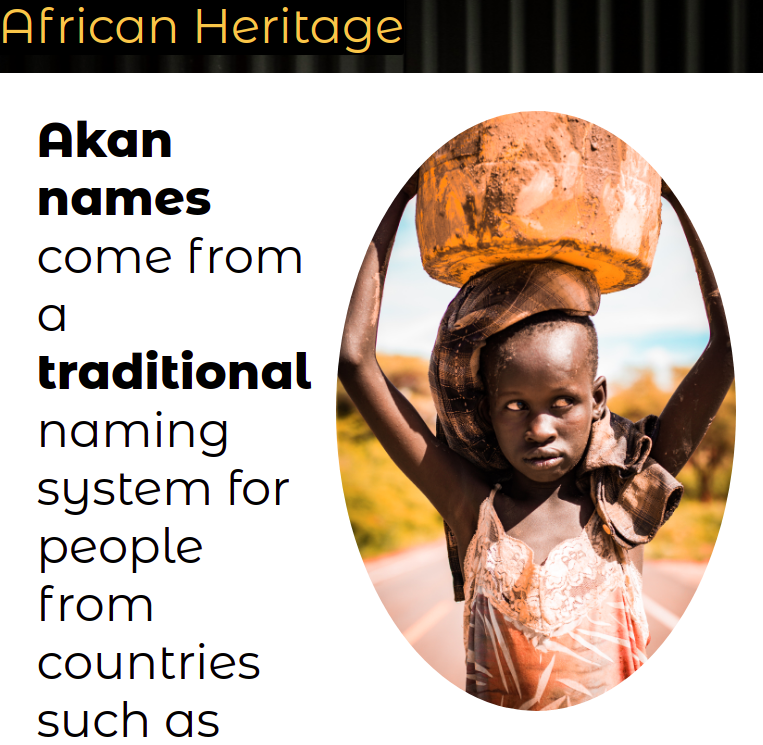 African Heritage
Akan
names
come from
a
traditional
naming
system for
people
from
countries
such as